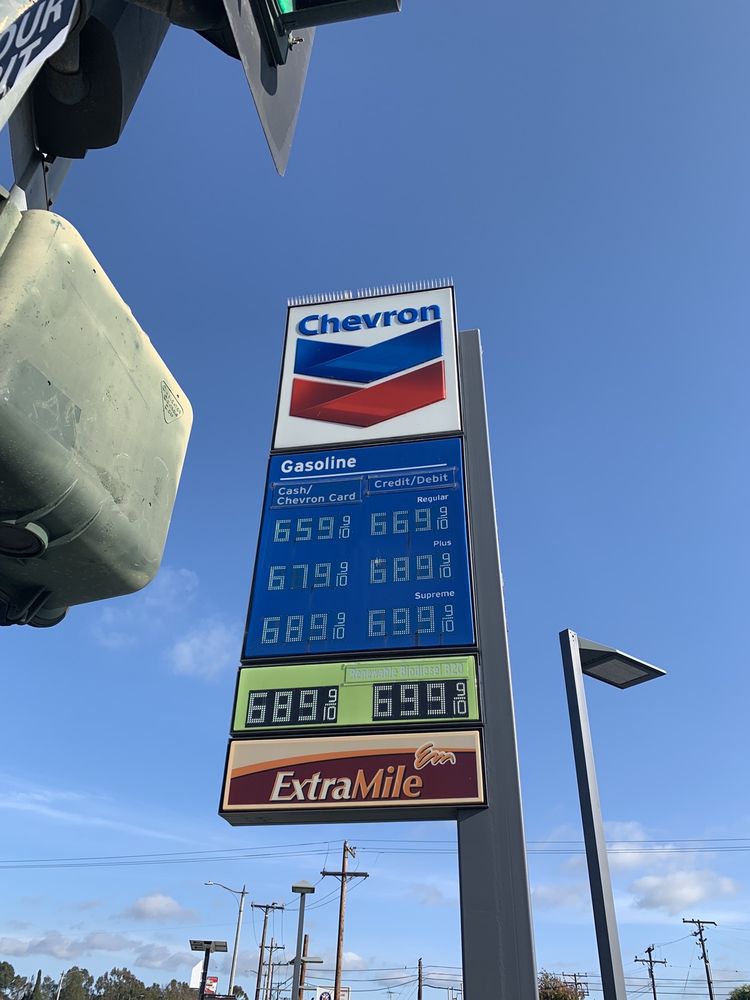 OUR
Chevron
Gasoline
Cash/
Chevron Card
Credit/Debit
Regular
659 9/10 669 9/10
Plus
679 9/10 689 9/10
Supreme
689 9/10 699 9/10
Renewable Biodiesel B20
689 9/10 699 9/10
Em
ExtraMile